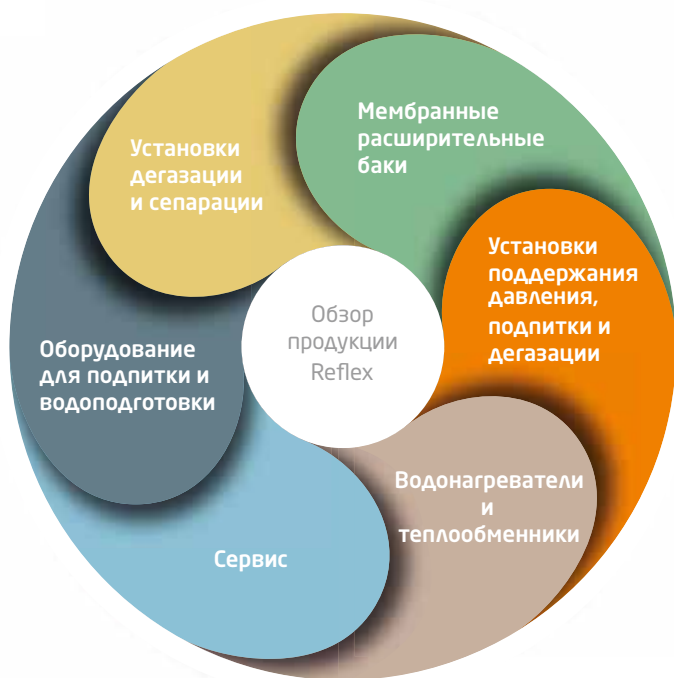 Установки
дегазации
и сепарации
Мембранные
расширительные
баки
Установки
поддержания
давления,
подпитки и
дегазации
Обзор
продукции
Reflex
Оборудование
для подпитки и
водоподготовки
Водонагреватели
и
теплообменники
Сервис